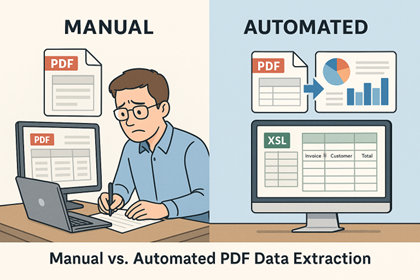 MANUAL
PDF
PDF
AUTOMATED
PDF
XSL
Invoice
Customer
Total
Manual vs. Automated PDF Data Extraction